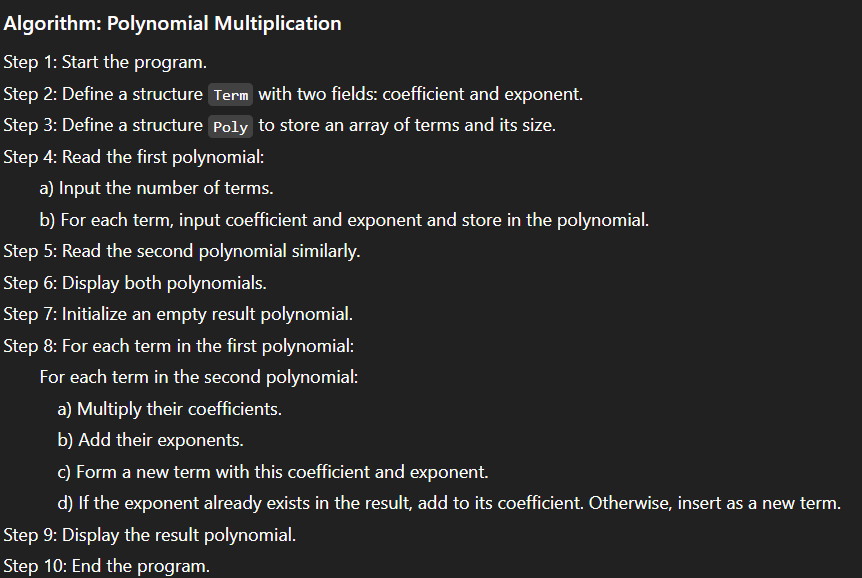 Algorithm: Polynomial Multiplication
Step 1: Start the program.
Step 2: Define a structure Term with two fields: coefficient and exponent.
Step 3: Define a structure Poly to store an array of terms and its size.
Step 4: Read the first polynomial:
a) Input the number of terms.
b) For each term, input coefficient and exponent and store in the polynomial.
Step 5: Read the second polynomial similarly.
Step 6: Display both polynomials.
Step 7: Initialize an empty result polynomial.
Step 8: For each term in the first polynomial:
For each term in the second polynomial:
a) Multiply their coefficients.
b) Add their exponents.
c) Form a new term with this coefficient and exponent.
d) If the exponent already exists in the result, add to its coefficient. Otherwise, insert as a new term.
Step 9: Display the result polynomial.
Step 10: End the program.